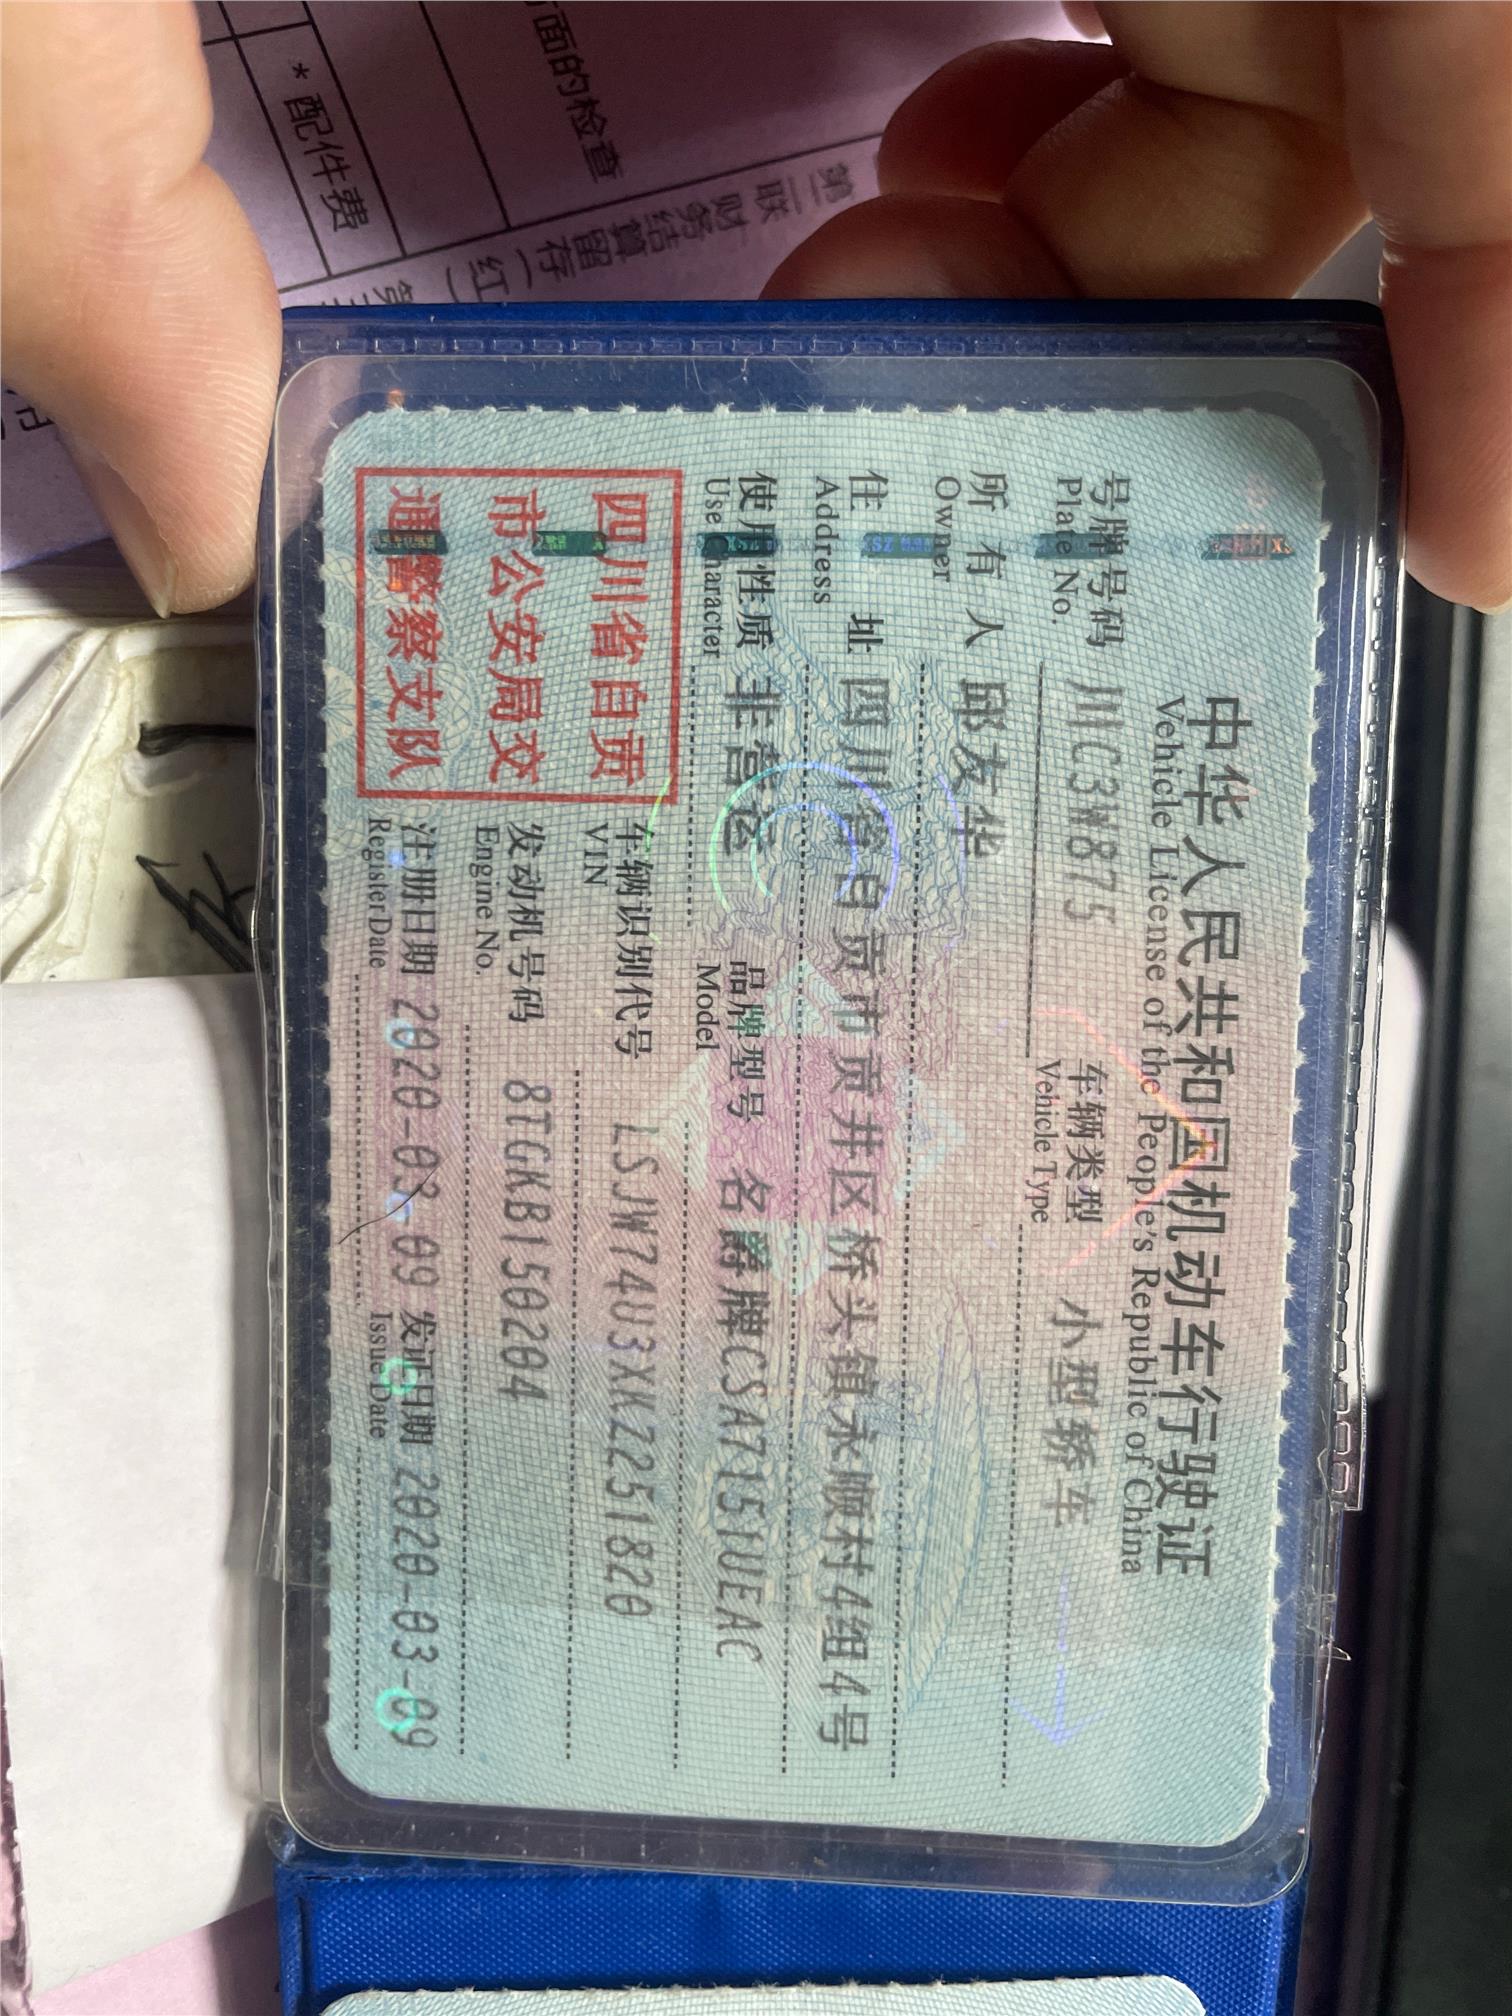 中华人民共和国机动车行驶证
Vehicle License of the People's Republic of China
号牌号码 川C3W875 车辆类型 小型轿车
Plate No. Vehicle Type
所有人 邱友华
Owner
住址 四川省自贡市贡井区桥头镇永顺村4组4号
Address
使用性质 非营运 品牌型号 名爵牌CSA7151UEAC
Use Character Model
四川省自贡
市公安局交
通警察支队
车辆识别代号 LSJW74U3XKZ251820
VIN
发动机号码 8TGKB150204
Engine No.
注册日期 2020-03-09 发证日期 2020-03-09
Register Date Issue Date
面的检查
*配件费
第二联 财务结算留存（红）